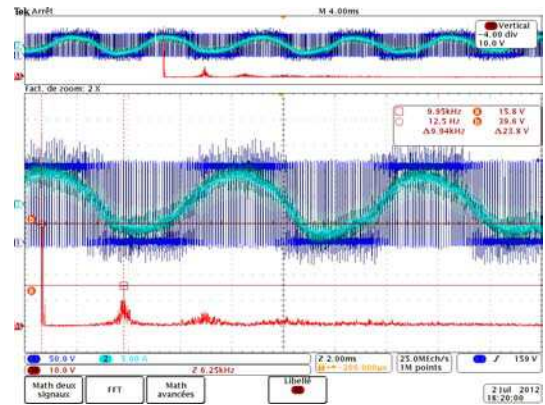 Tek Arrêt
M 4.00ms
Vertical
-4.00 div
10.0 V
Fact. de zoom: 2 X
9.95kHz 15.8 V
12.5 Hz 39.6 V
Δ9.94kHz Δ23.8 V
1 50.0 V 2 5.00 A
10.0 V Z 6.25kHz
Z 2.00ms
25.0MEch/s
1M points
159 V
Math deux signaux
FFT
Math avancées
Libellé
2 Jul 2012
18:20:00